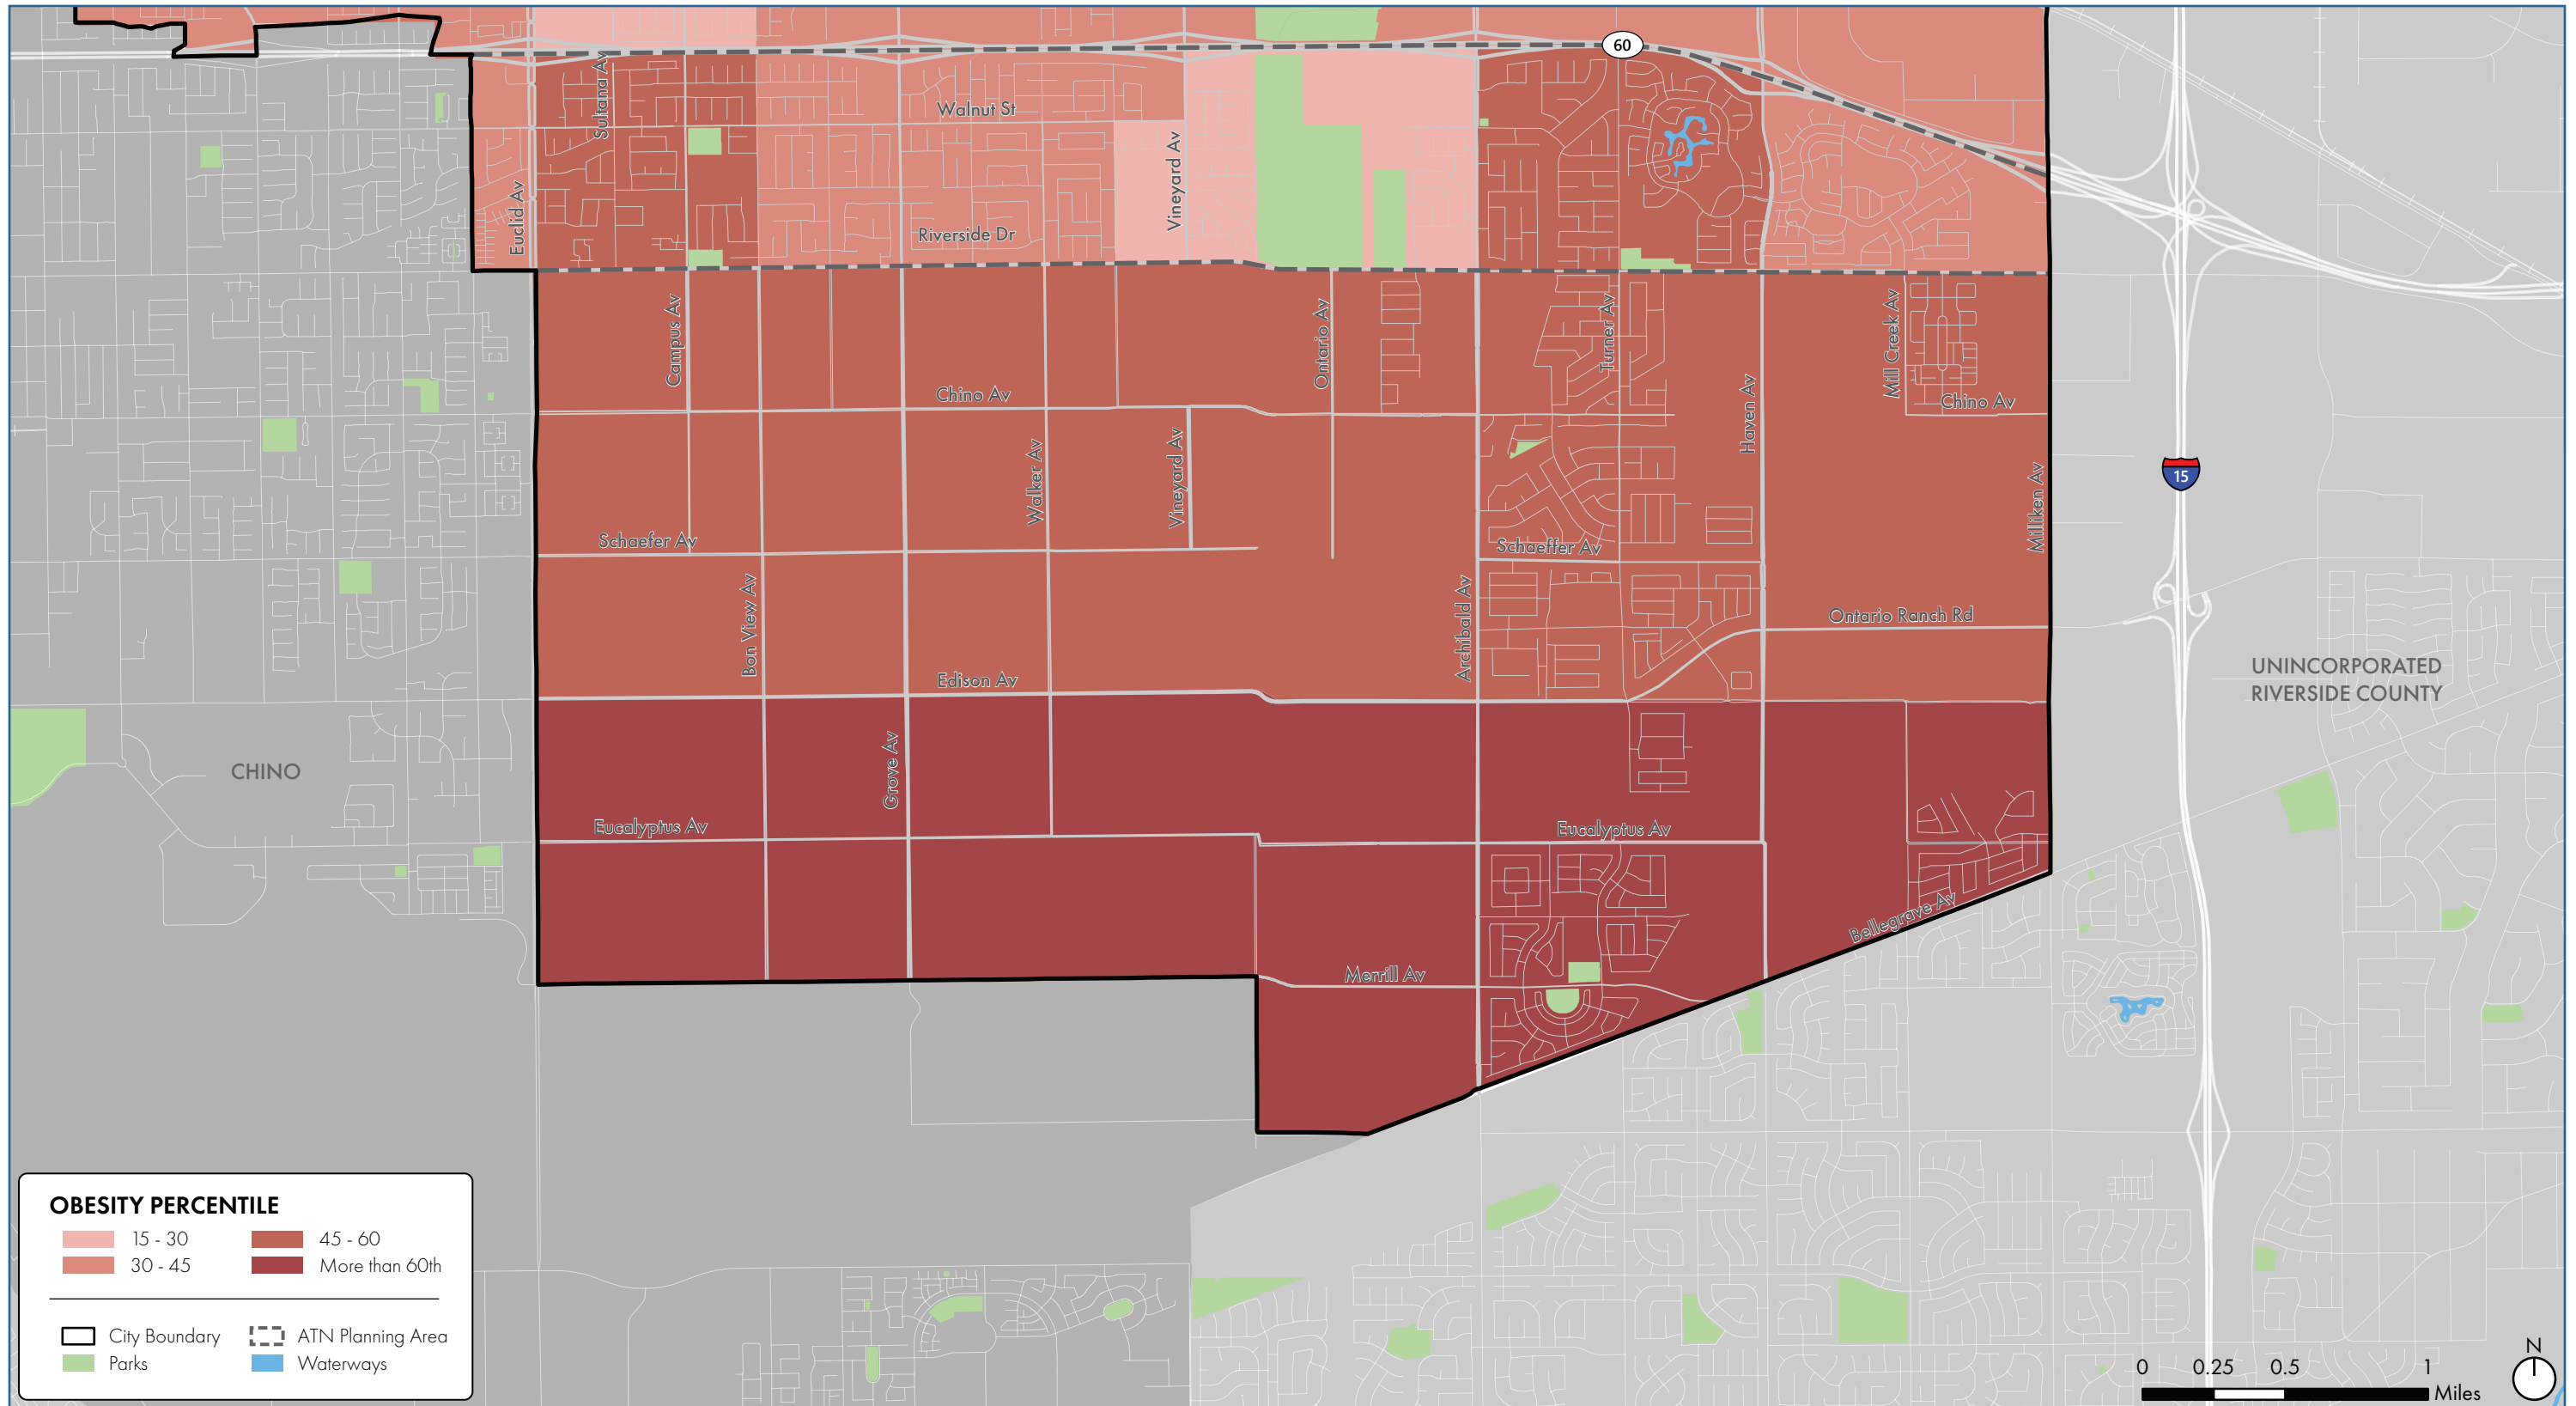 60
Sultana Av
Walnut St
Vineyard Av
Euclid Av
Riverside Dr
Campus Av
Ontario Av
Turner Av
Mill Creek Av
Chino Av
Chino Av
Haven Av
Walker Av
Vineyard Av
Milliken Av
15
Schaefer Av
Schaeffer Av
Bon View Av
Archibald Av
Ontario Ranch Rd
Edison Av
UNINCORPORATED
RIVERSIDE COUNTY
Grove Av
CHINO
Eucalyptus Av
Eucalyptus Av
Bellegrave Av
Merrill Av
OBESITY PERCENTILE
15 - 30
45 - 60
30 - 45
More than 60th
City Boundary
ATN Planning Area
Parks
Waterways
N
0 0.25 0.5 1
Miles